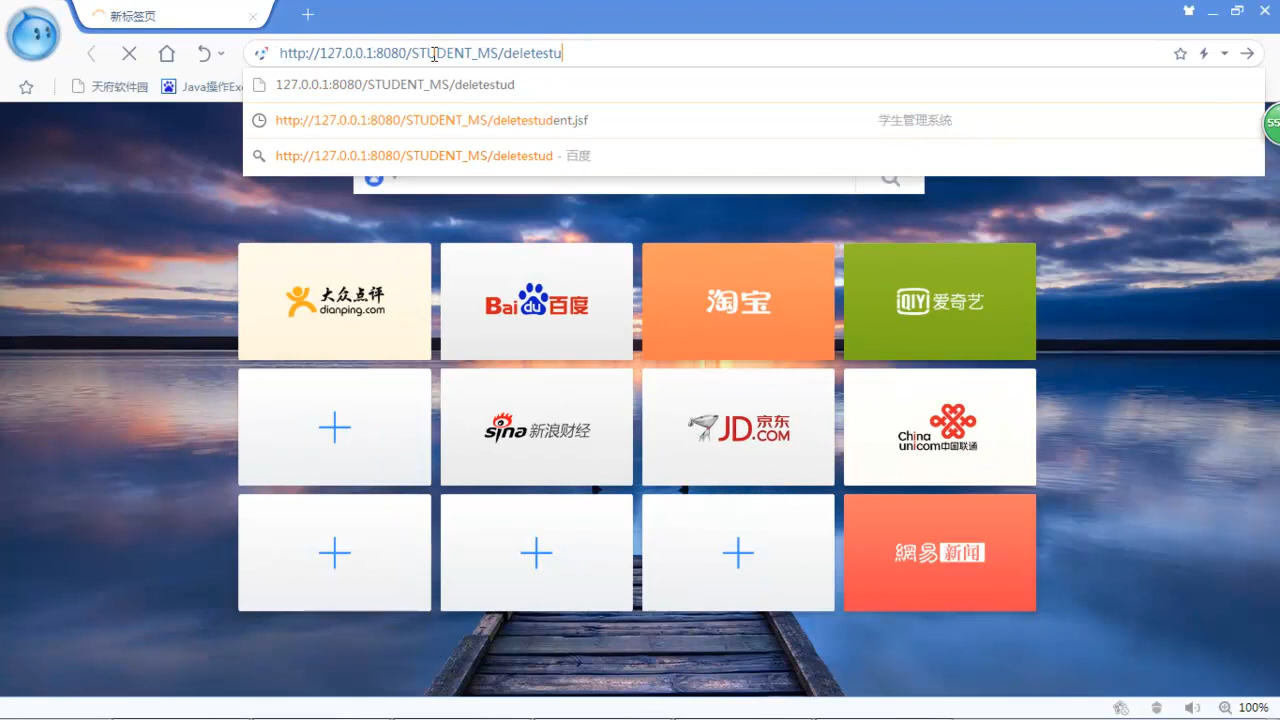 新标签页
http://127.0.0.1:8080/STUDENT_MS/deletestu
天府软件园
Java操作Exc
127.0.0.1:8080/STUDENT_MS/deletestud
http://127.0.0.1:8080/STUDENT_MS/deletestudent.jsf 学生管理系统
http://127.0.0.1:8080/STUDENT_MS/deletestud - 百度
55
大众点评
dianping.com
Bai du 百度
淘宝
QIY 爱奇艺
sina 新浪财经
JD.COM 京东
China
unicom中国联通
網易 新闻
100%